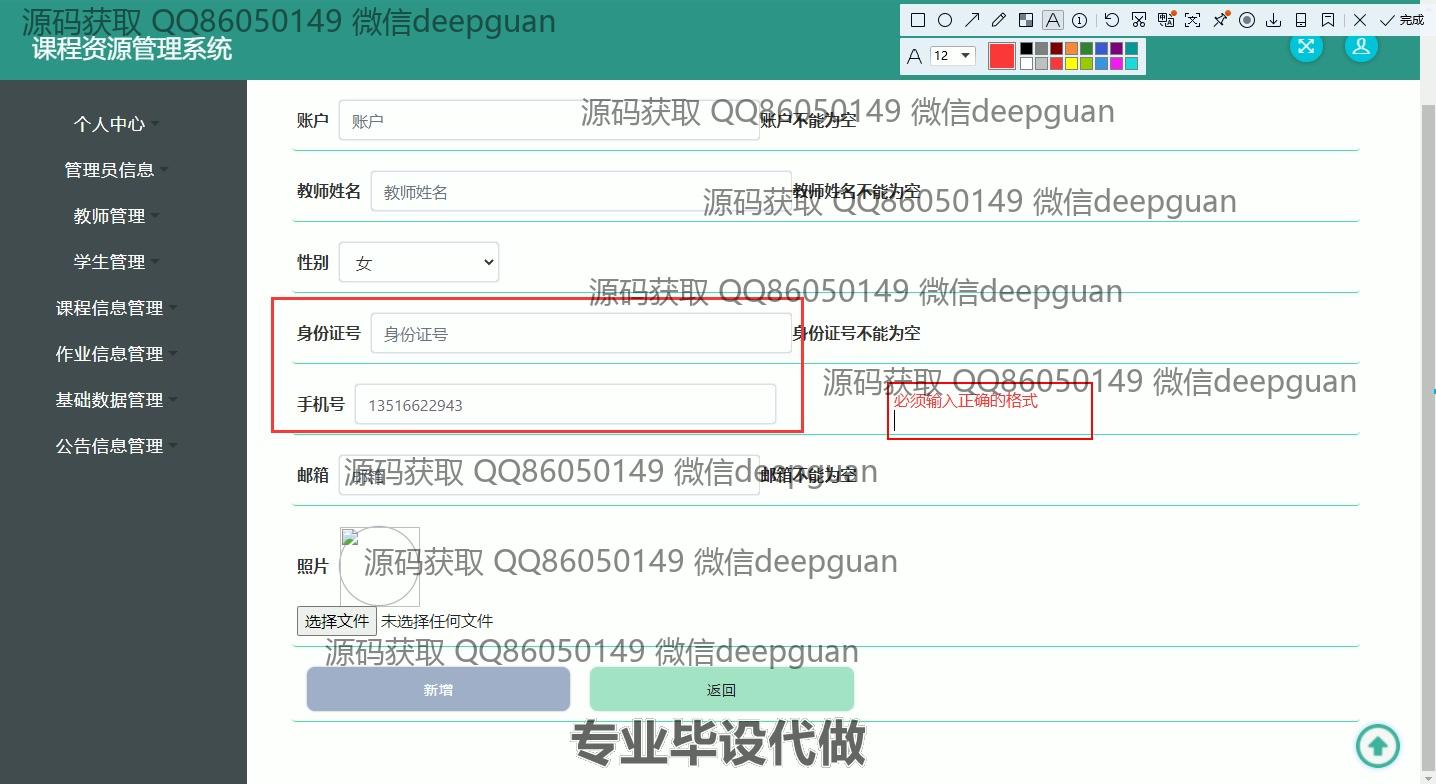 源码获取 QQ86050149 微信deepguan
课程资源管理系统
完成
A 12
个人中心
管理员信息
教师管理
学生管理
课程信息管理
作业信息管理
基础数据管理
公告信息管理
账户 账户 账户不能为空
源码获取 QQ86050149 微信deepguan
教师姓名 教师姓名 教师姓名不能为空
源码获取 QQ86050149 微信deepguan
性别 女
源码获取 QQ86050149 微信deepguan
身份证号 身份证号 身份证号不能为空
源码获取 QQ86050149 微信deepguan
手机号 13516622943 必须输入正确的格式
邮箱 邮箱 邮箱不能为空
源码获取 QQ86050149 微信deepguan
照片
源码获取 QQ86050149 微信deepguan
选择文件 未选择任何文件
源码获取 QQ86050149 微信deepguan
新增 返回
专业毕设代做